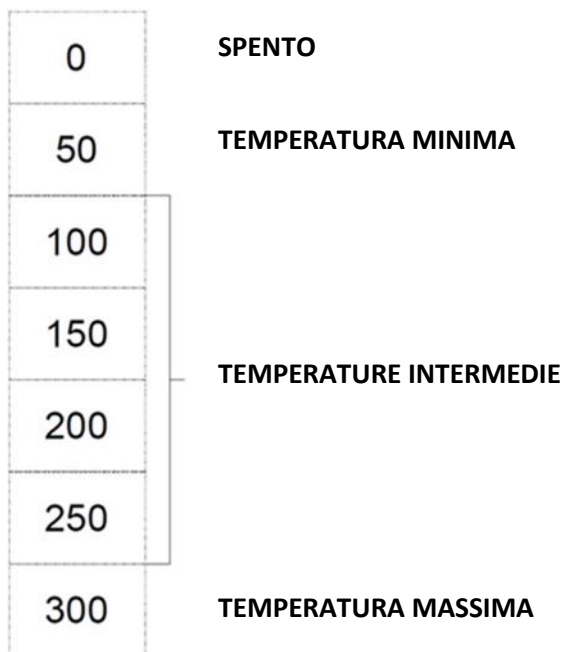 0 SPENTO
50 TEMPERATURA MINIMA
100
150
TEMPERATURE INTERMEDIE
200
250
300 TEMPERATURA MASSIMA